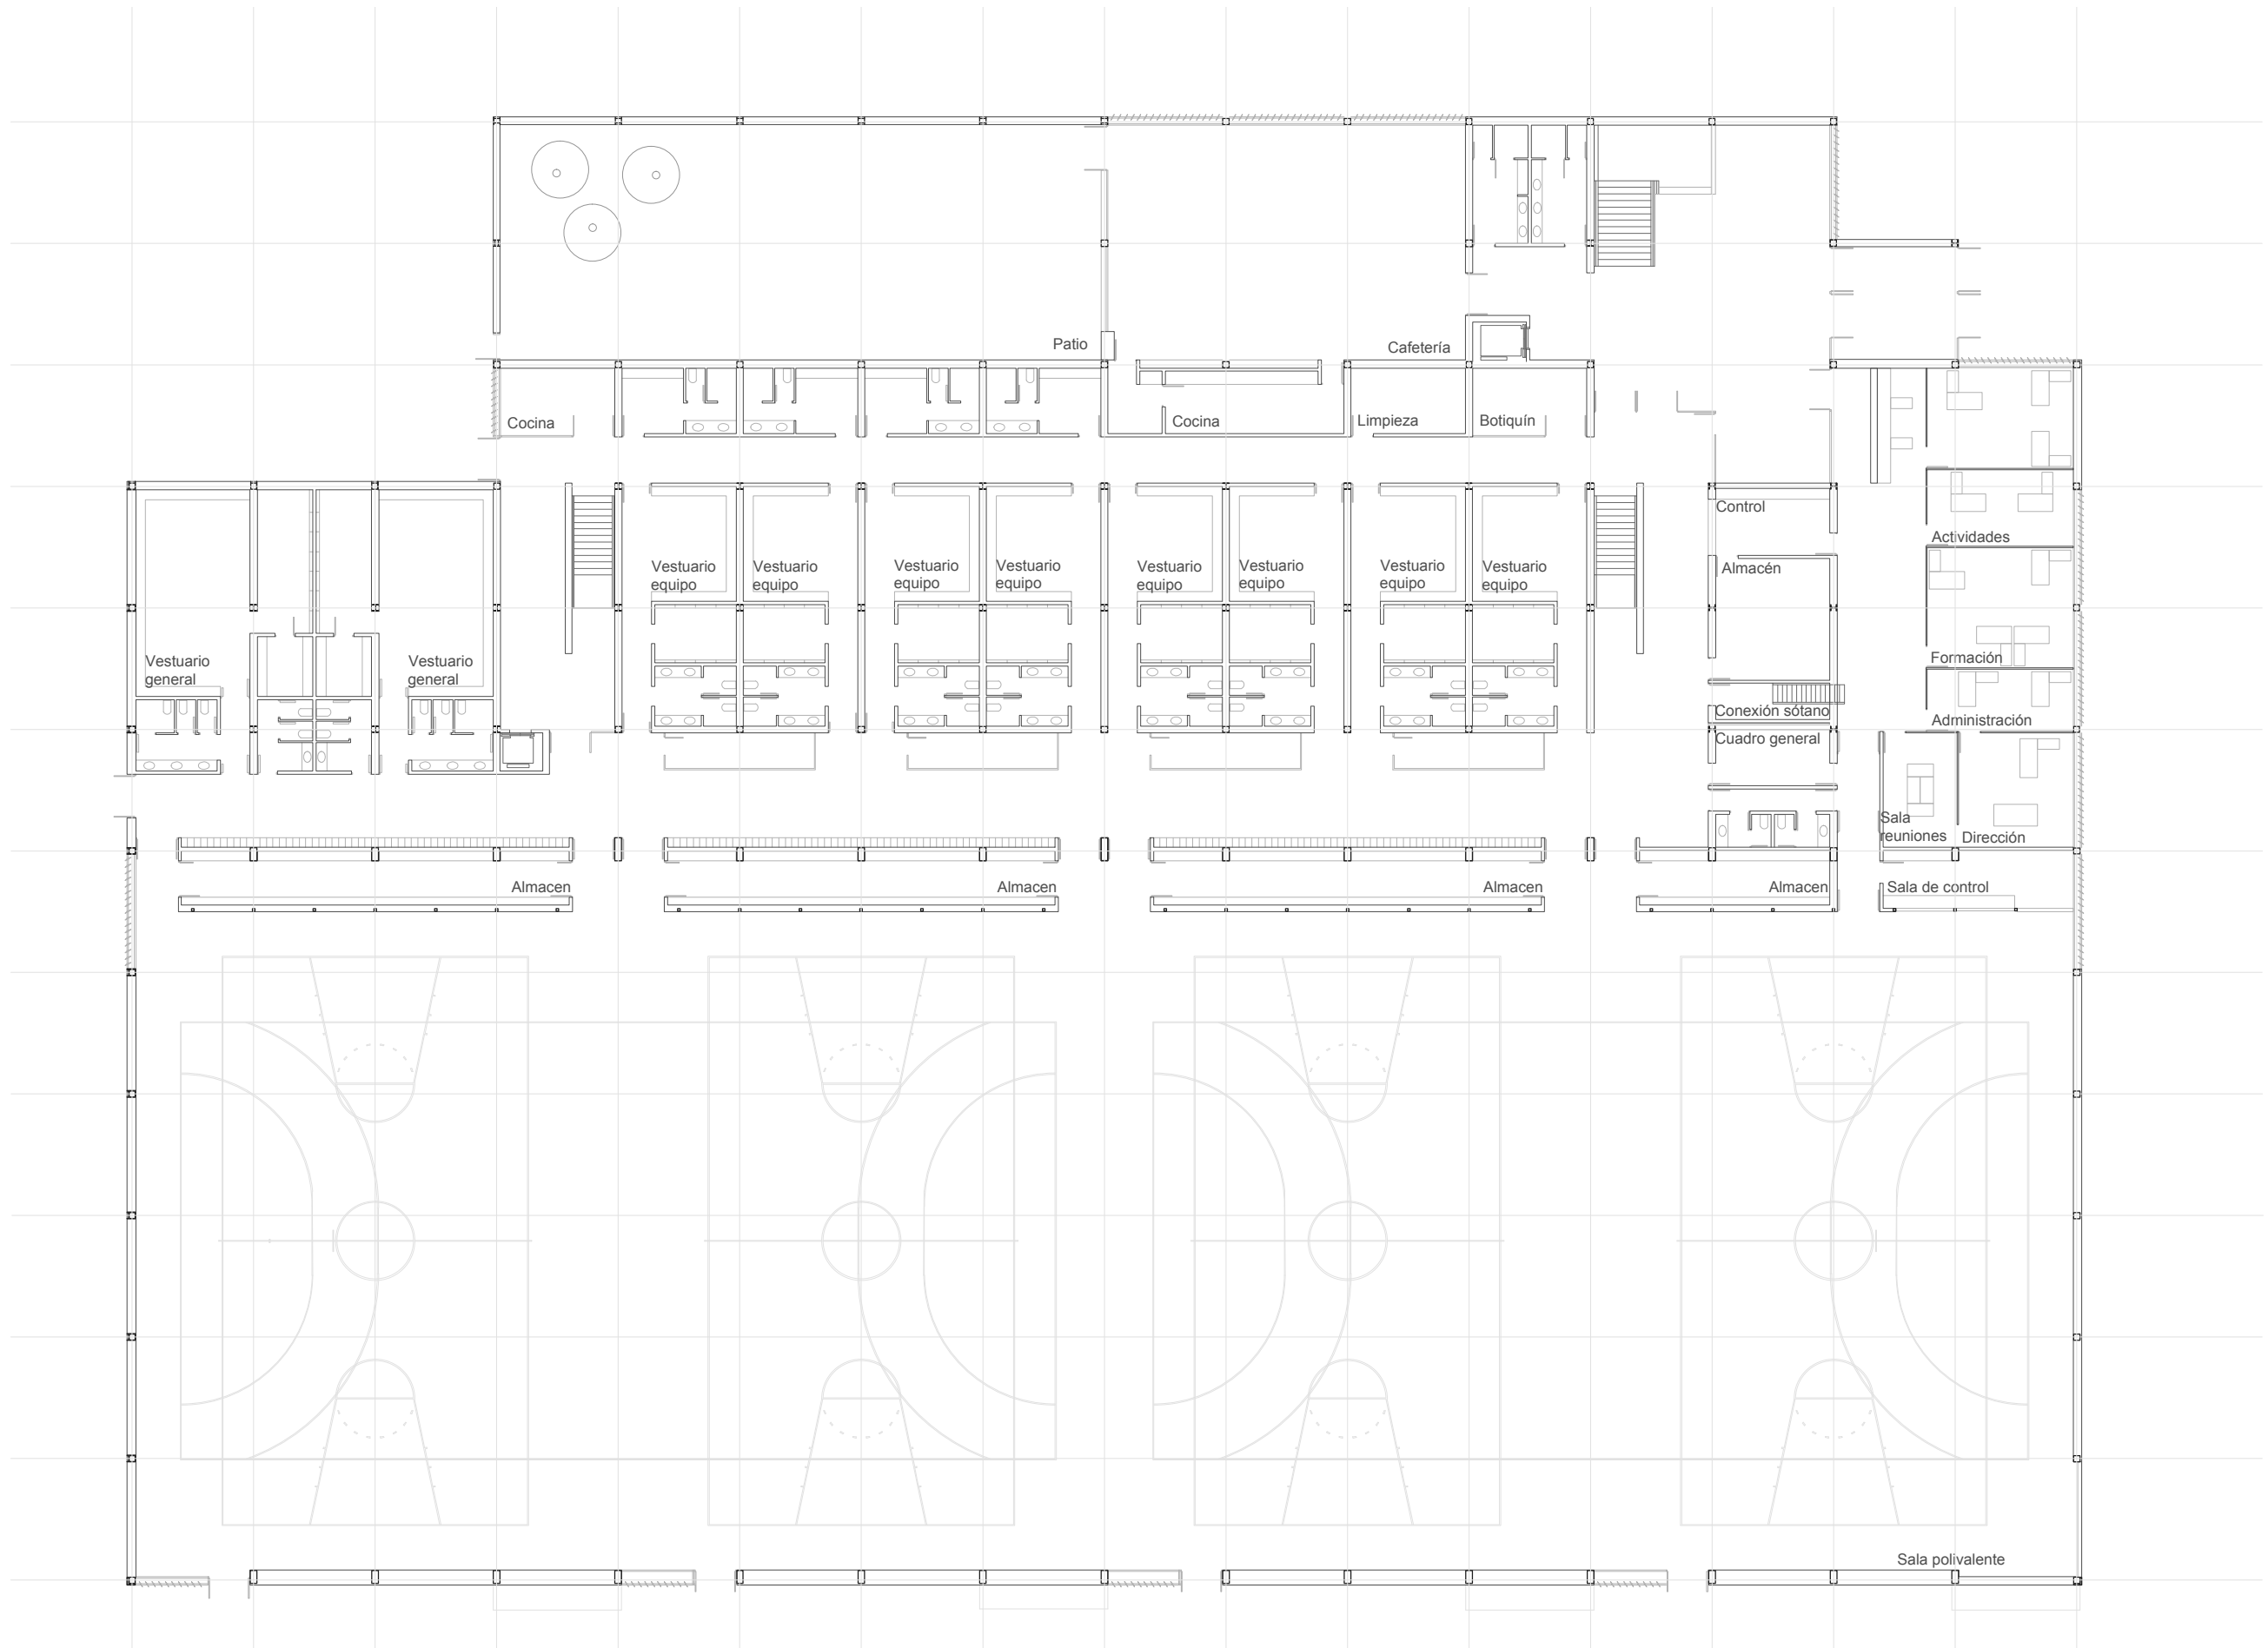 Patio
Cafetería
Cocina
Cocina
Limpieza
Botiquín
Control
Actividades
Vestuario
equipo
Vestuario
equipo
Vestuario
equipo
Vestuario
equipo
Vestuario
equipo
Vestuario
equipo
Vestuario
equipo
Vestuario
equipo
Almacén
Vestuario
general
Vestuario
general
Formación
Conexión sótano
Administración
Cuadro general
Sala
reuniones
Dirección
Almacen
Almacen
Almacen
Almacen
Sala de control
Sala polivalente